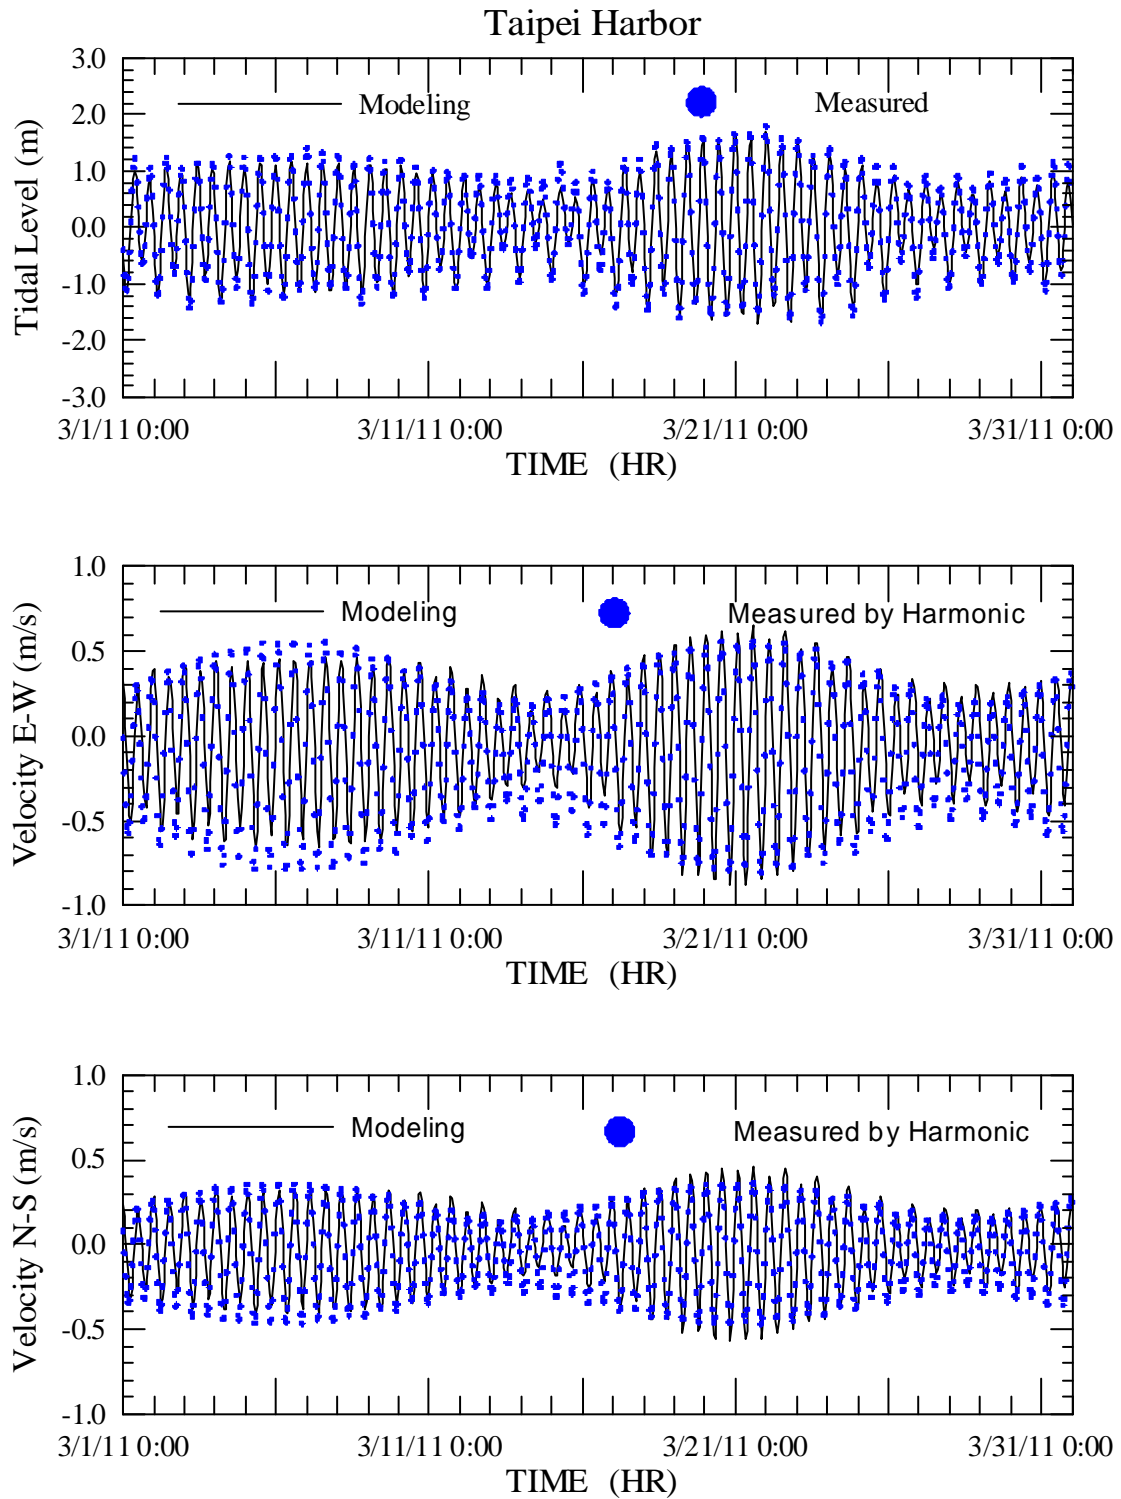 Taipei Harbor
3.0
Modeling Measured
2.0
1.0
0.0
-1.0
-2.0
-3.0
Tidal Level (m)
3/1/11 0:00 3/11/11 0:00 3/21/11 0:00 3/31/11 0:00
TIME (HR)
1.0
Modeling Measured by Harmonic
0.5
0.0
-0.5
-1.0
Velocity E-W (m/s)
3/1/11 0:00 3/11/11 0:00 3/21/11 0:00 3/31/11 0:00
TIME (HR)
1.0
Modeling Measured by Harmonic
0.5
0.0
-0.5
-1.0
Velocity N-S (m/s)
3/1/11 0:00 3/11/11 0:00 3/21/11 0:00 3/31/11 0:00
TIME (HR)